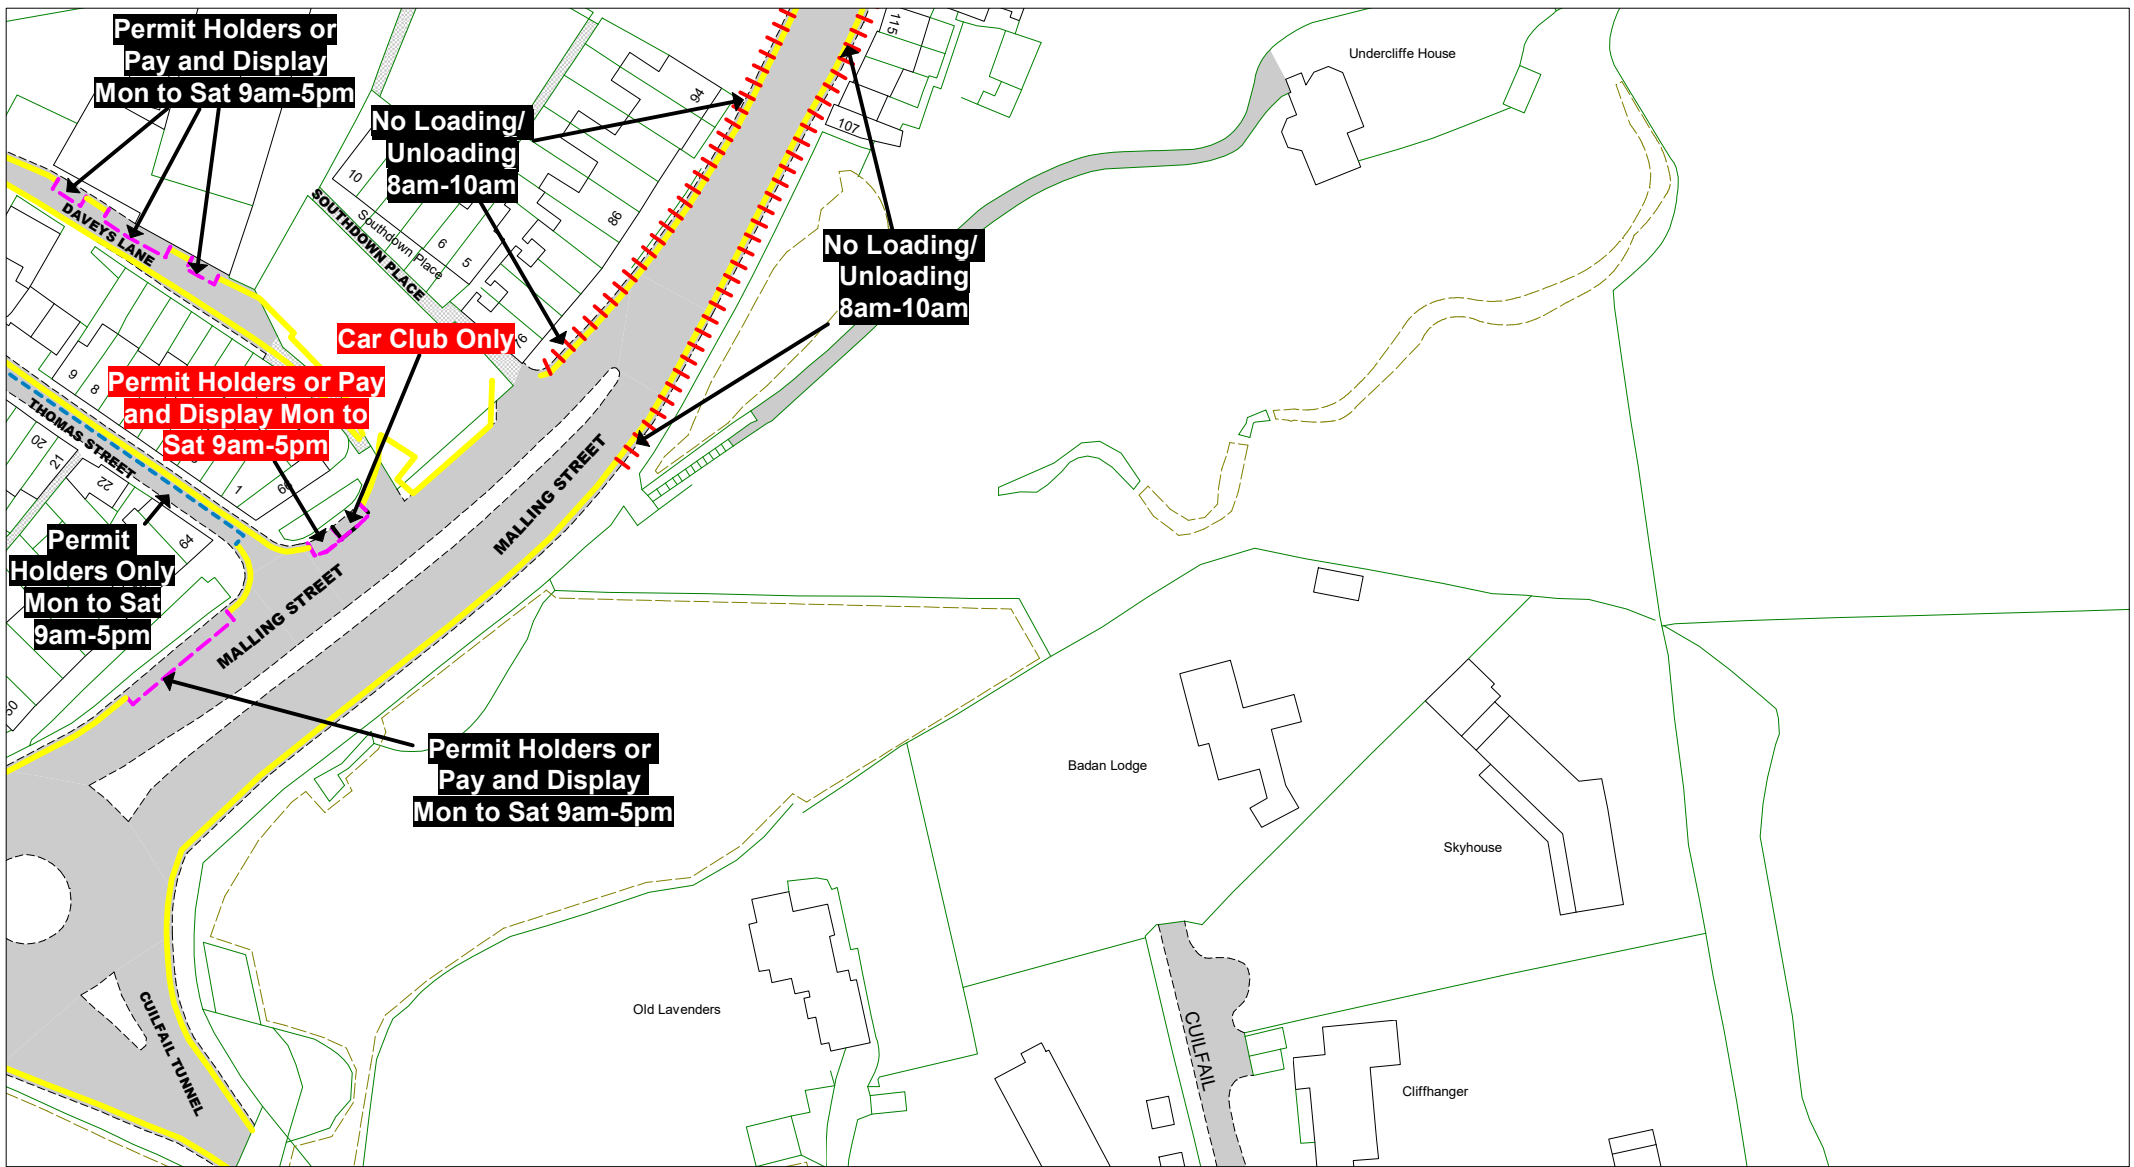 Permit Holders or
Pay and Display
Mon to Sat 9am-5pm
No Loading/
Unloading
8am-10am
115
107
94
86
76
Undercliffe House
10
Southdown Place
6
5
SOUTHDOWN PLACE
DAVEYS LANE
No Loading/
Unloading
8am-10am
Car Club Only
Permit Holders or Pay
and Display Mon to
Sat 9am-5pm
9
8
1
THOMAS STREET
20
21
22
64
Permit
Holders Only
Mon to Sat
9am-5pm
MALLING STREET
MALLING STREET
Permit Holders or
Pay and Display
Mon to Sat 9am-5pm
Badan Lodge
Skyhouse
Old Lavenders
CUILFAIL TUNNEL
CUILFAIL
Cliffhanger